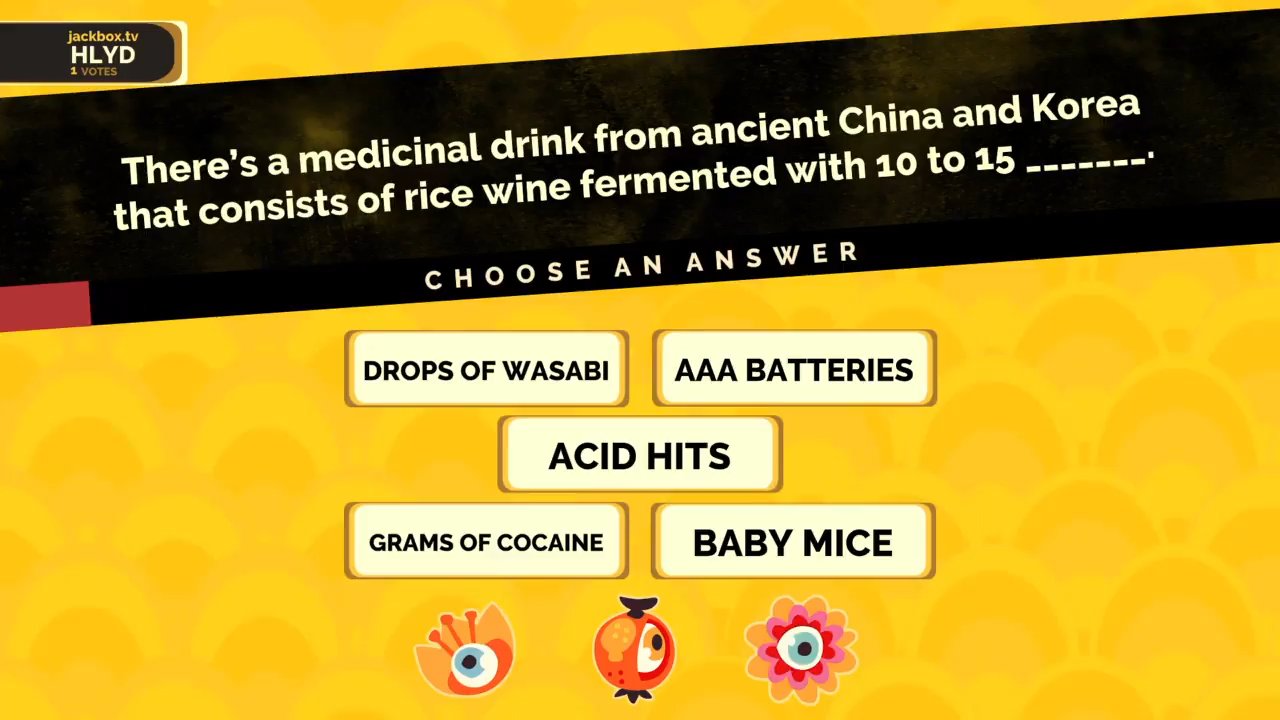 jackbox.tv
HLYD
1 VOTES
There's a medicinal drink from ancient China and Korea
that consists of rice wine fermented with 10 to 15 _______.
CHOOSE AN ANSWER
DROPS OF WASABI
AAA BATTERIES
ACID HITS
GRAMS OF COCAINE
BABY MICE